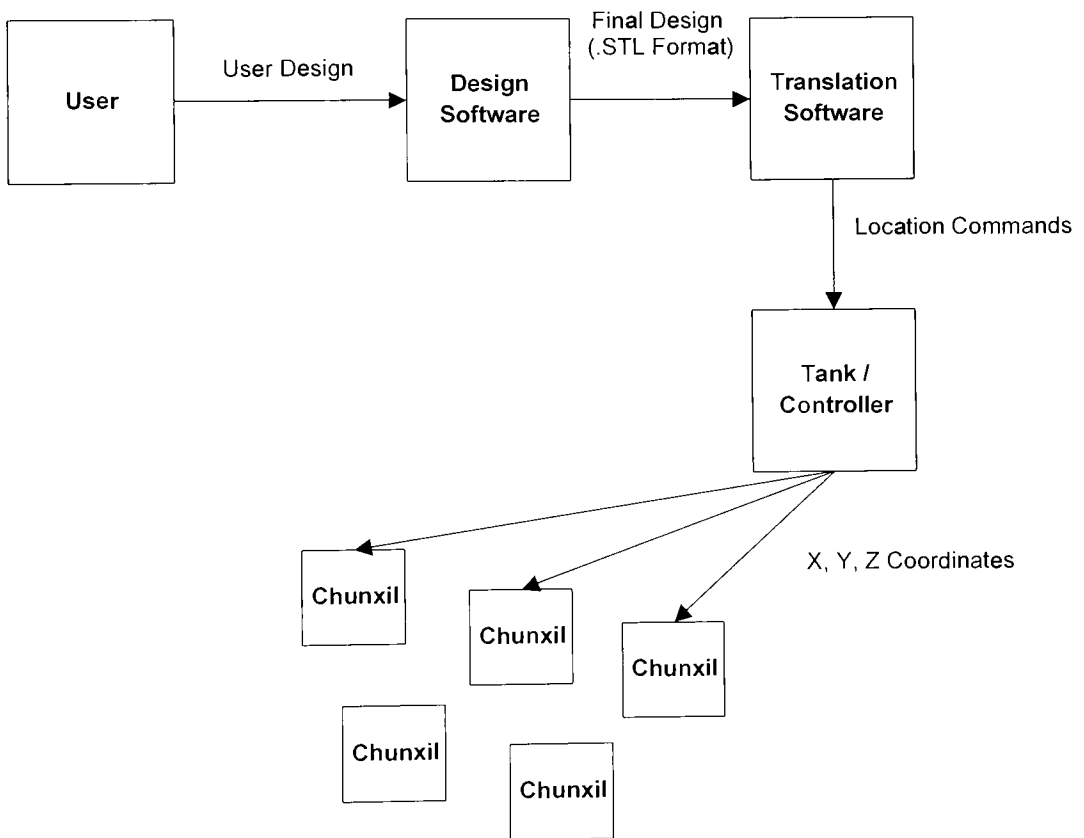 Final Design
(.STL Format)
User Design
User
Design
Software
Translation
Software
Location Commands
Tank /
Controller
X, Y, Z Coordinates
Chunxil
Chunxil
Chunxil
Chunxil
Chunxil